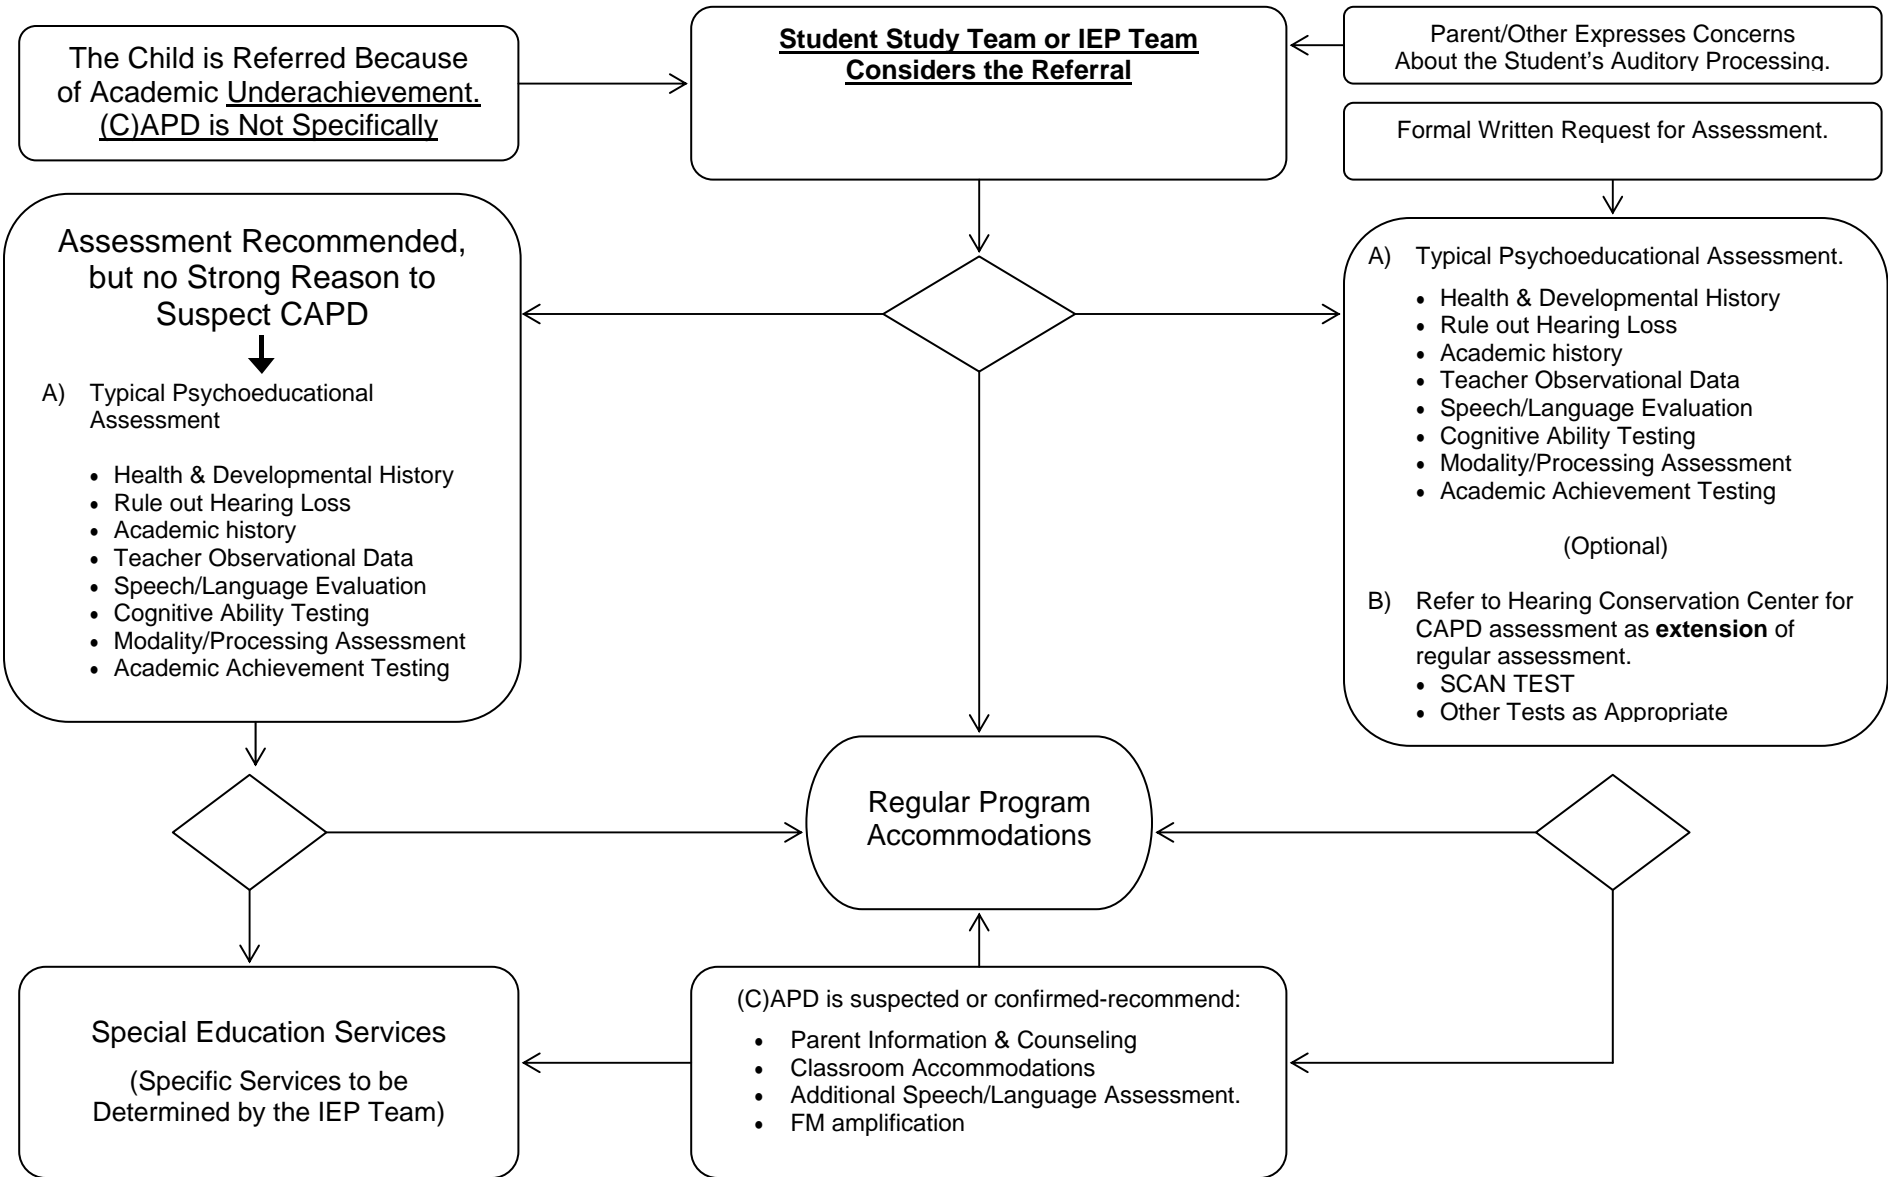 The Child is Referred Because
of Academic Underachievement.
(C)APD is Not Specifically
Student Study Team or IEP Team
Considers the Referral
Parent/Other Expresses Concerns
About the Student’s Auditory Processing.
Formal Written Request for Assessment.
Assessment Recommended,
but no Strong Reason to
Suspect CAPD
A) Typical Psychoeducational
Assessment
• Health & Developmental History
• Rule out Hearing Loss
• Academic history
• Teacher Observational Data
• Speech/Language Evaluation
• Cognitive Ability Testing
• Modality/Processing Assessment
• Academic Achievement Testing
A) Typical Psychoeducational Assessment.
• Health & Developmental History
• Rule out Hearing Loss
• Academic history
• Teacher Observational Data
• Speech/Language Evaluation
• Cognitive Ability Testing
• Modality/Processing Assessment
• Academic Achievement Testing
(Optional)
B) Refer to Hearing Conservation Center for
CAPD assessment as extension of
regular assessment.
• SCAN TEST
• Other Tests as Appropriate
Regular Program
Accommodations
Special Education Services
(Specific Services to be
Determined by the IEP Team)
(C)APD is suspected or confirmed-recommend:
• Parent Information & Counseling
• Classroom Accommodations
• Additional Speech/Language Assessment.
• FM amplification